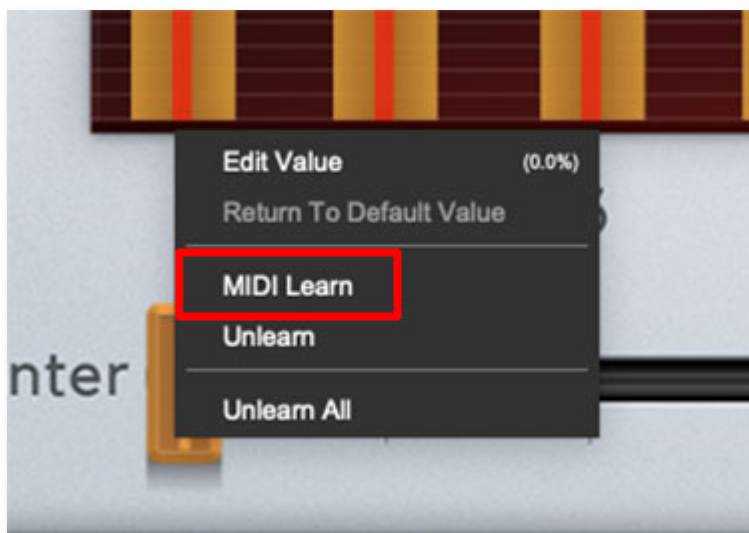 Edit Value (0.0%)
Return To Default Value
MIDI Learn
Unlearn
nter
Unlearn All